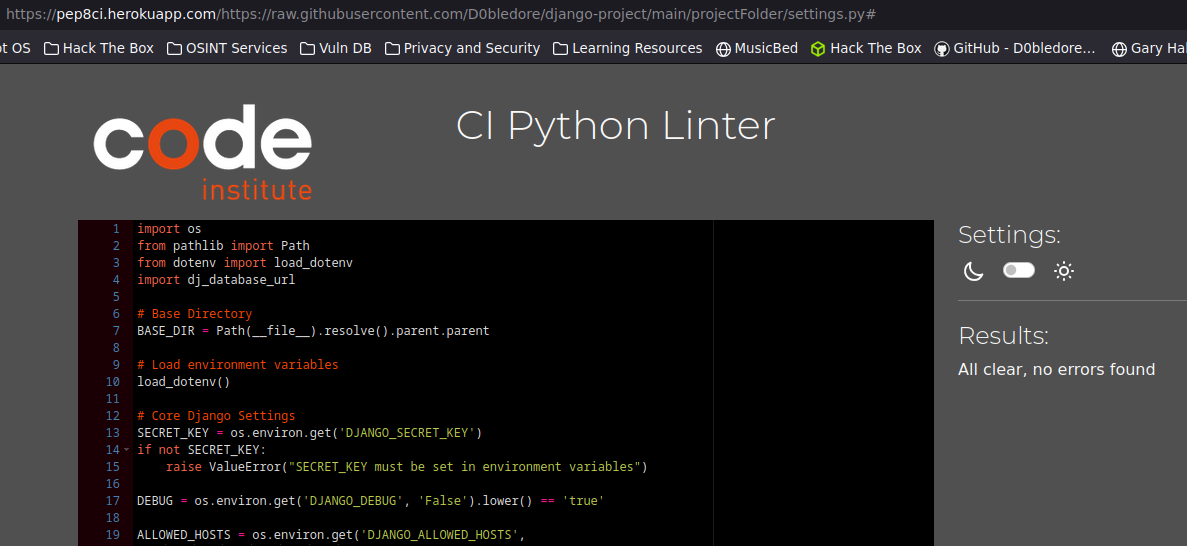 https://pep8ci.herokuapp.com/https://raw.githubusercontent.com/D0bledore/django-project/main/projectFolder/settings.py#
ot OS Hack The Box OSINT Services Vuln DB Privacy and Security Learning Resources MusicBed Hack The Box GitHub - D0bledore... Gary Hal
code
institute
CI Python Linter
1 import os
2 from pathlib import Path
3 from dotenv import load_dotenv
4 import dj_database_url
5
6 # Base Directory
7 BASE_DIR = Path(__file__).resolve().parent.parent
8
9 # Load environment variables
10 load_dotenv()
11
12 # Core Django Settings
13 SECRET_KEY = os.environ.get('DJANGO_SECRET_KEY')
14 if not SECRET_KEY:
15     raise ValueError("SECRET_KEY must be set in environment variables")
16
17 DEBUG = os.environ.get('DJANGO_DEBUG', 'False').lower() == 'true'
18
19 ALLOWED_HOSTS = os.environ.get('DJANGO_ALLOWED_HOSTS',
Settings:
Results:
All clear, no errors found